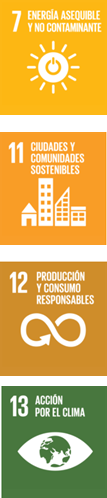 7 ENERGÍA ASEQUIBLE
Y NO CONTAMINANTE
11 CIUDADES Y
COMUNIDADES
SOSTENIBLES
12 PRODUCCIÓN
Y CONSUMO
RESPONSABLES
13 ACCIÓN
POR EL CLIMA